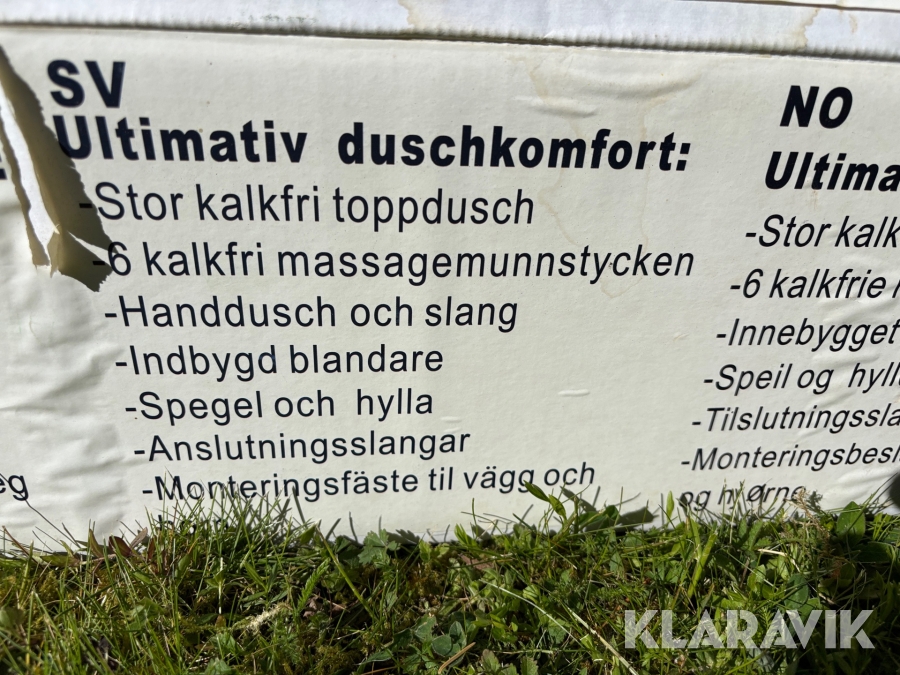 SV
Ultimativ duschkomfort:
-Stor kalkfri toppdusch
-6 kalkfri massagemunnstycken
-Handdusch och slang
-Indbygd blandare
-Spegel och hylla
-Anslutningsslangar
-Monteringsfäste til vägg och
NO
Ultima
-Stor kalk
-6 kalkfrie
-Innebygget
-Speil og hyll
-Tilslutningssla
-Monteringsbesl
og hjørne
eg
KLARAVIK